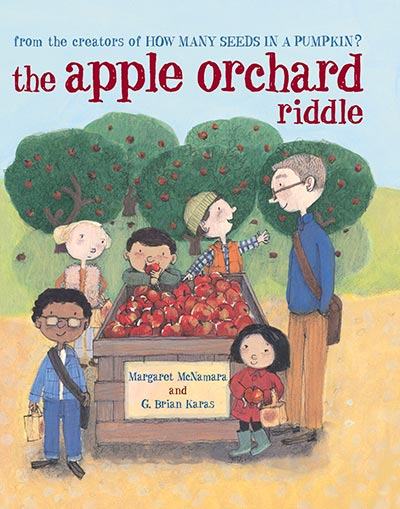 from the creators of HOW MANY SEEDS IN A PUMPKIN?
the apple orchard
riddle
Margaret McNamara
and
G. Brian Karas